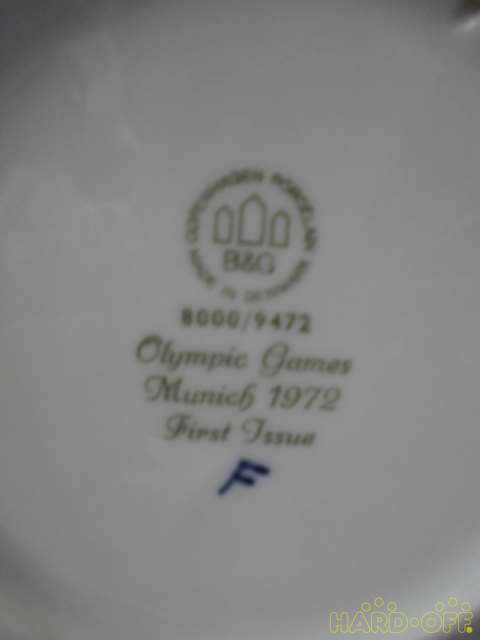 COPENHAGEN PORCELAIN
B&G
MADE IN DENMARK
8000/9472
Olympic Games
Munich 1972
First Issue
F
HARD-OFF